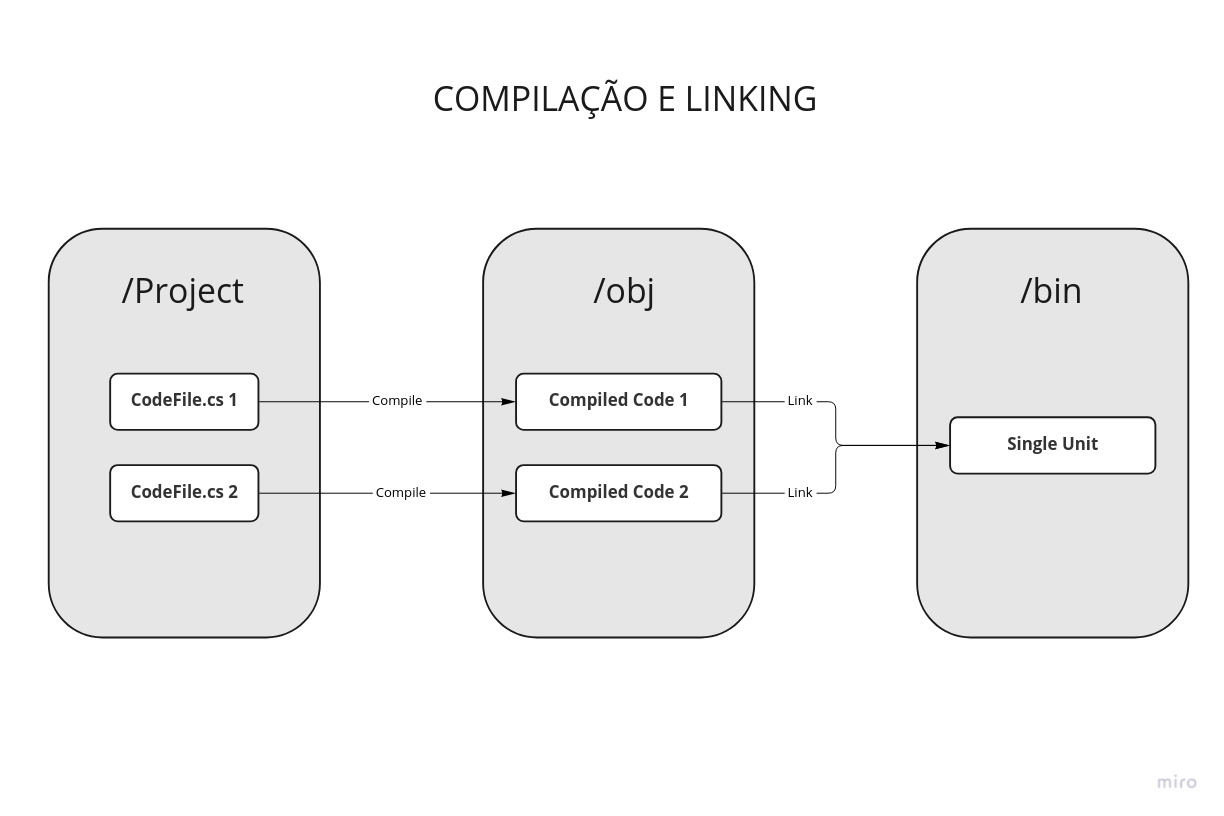 COMPILAÇÃO E LINKING
/Project
/obj
/bin
CodeFile.cs 1
Compile
Compiled Code 1
Link
Single Unit
CodeFile.cs 2
Compile
Compiled Code 2
Link
miro